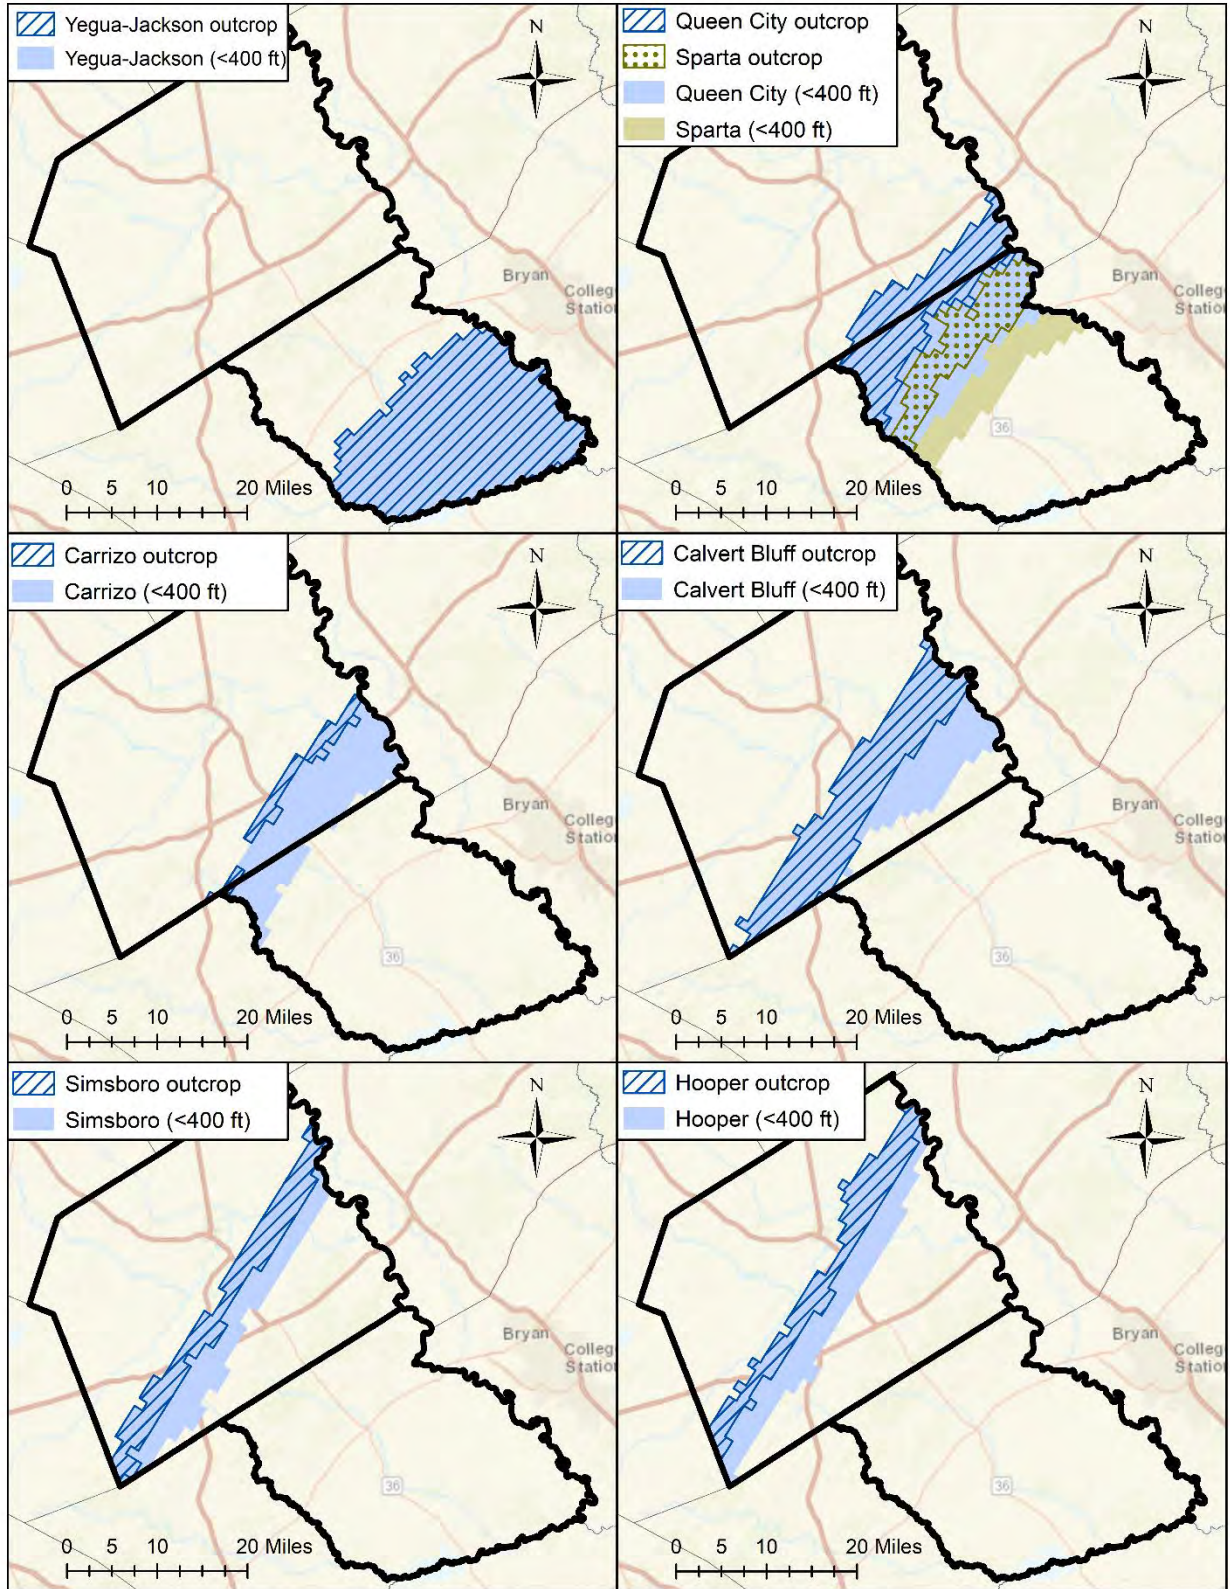 Yegua-Jackson outcrop
Yegua-Jackson (<400 ft)
N
Bryan
College
Station
0 5 10 20 Miles
Queen City outcrop
Sparta outcrop
Queen City (<400 ft)
Sparta (<400 ft)
N
Bryan
College
Station
36
0 5 10 20 Miles
Carrizo outcrop
Carrizo (<400 ft)
N
Bryan
College
Station
36
0 5 10 20 Miles
Calvert Bluff outcrop
Calvert Bluff (<400 ft)
N
Bryan
College
Station
36
0 5 10 20 Miles
Simsboro outcrop
Simsboro (<400 ft)
N
Bryan
College
Station
36
0 5 10 20 Miles
Hooper outcrop
Hooper (<400 ft)
N
Bryan
College
Station
36
0 5 10 20 Miles